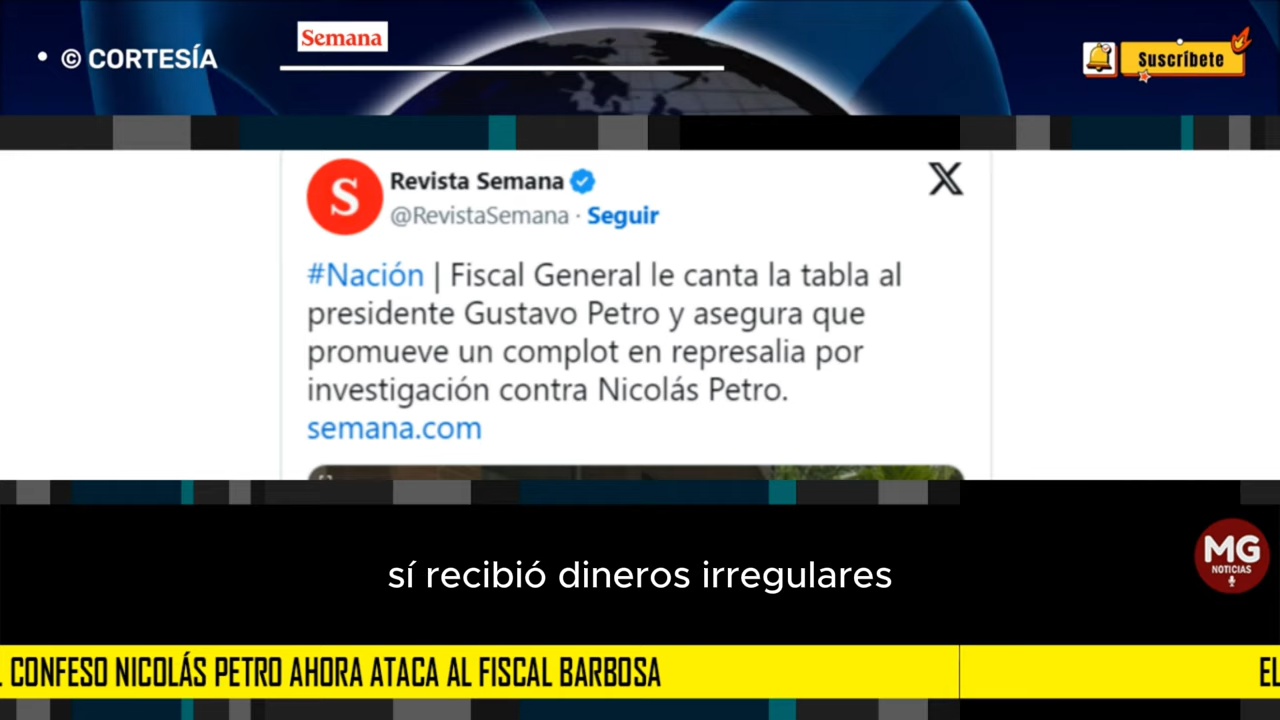 • © CORTESÍA
Semana
Suscríbete
S
Revista Semana
@RevistaSemana · Seguir
X
#Nación | Fiscal General le canta la tabla al
presidente Gustavo Petro y asegura que
promueve un complot en represalia por
investigación contra Nicolás Petro.
semana.com
sí recibió dineros irregulares
MG
NOTICIAS
CONFESO NICOLÁS PETRO AHORA ATACA AL FISCAL BARBOSA